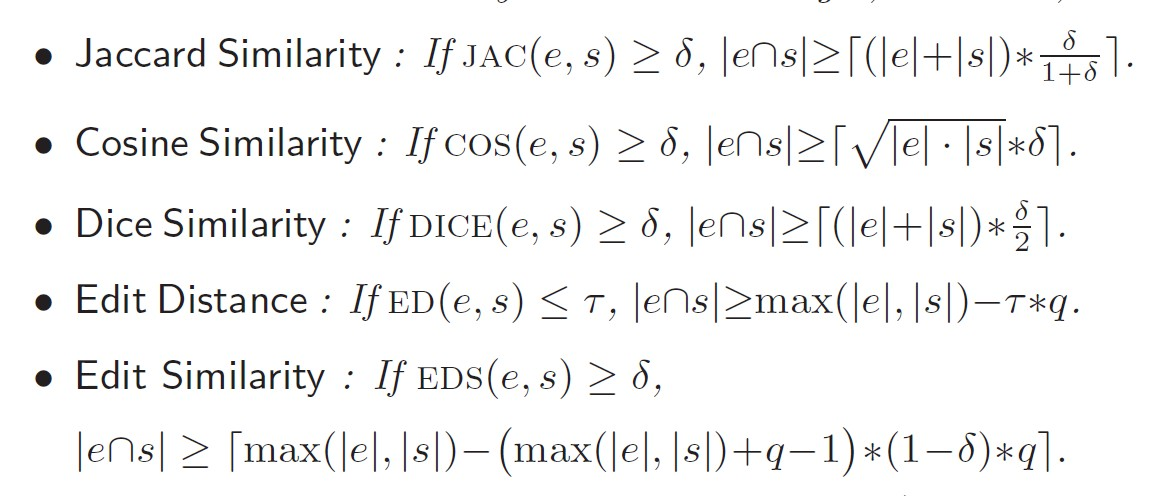 • Jaccard Similarity : If JAC(e, s) ≥ δ, |e∩s|≥⌈(|e|+|s|)∗δ/(1+δ)⌉.
• Cosine Similarity : If COS(e, s) ≥ δ, |e∩s|≥⌈√(|e| · |s|)∗δ⌉.
• Dice Similarity : If DICE(e, s) ≥ δ, |e∩s|≥⌈(|e|+|s|)∗δ/2⌉.
• Edit Distance : If ED(e, s) ≤ τ, |e∩s|≥max(|e|, |s|)−τ∗q.
• Edit Similarity : If EDS(e, s) ≥ δ,
|e∩s| ≥ ⌈max(|e|, |s|)−(max(|e|, |s|)+q−1)∗(1−δ)∗q⌉.